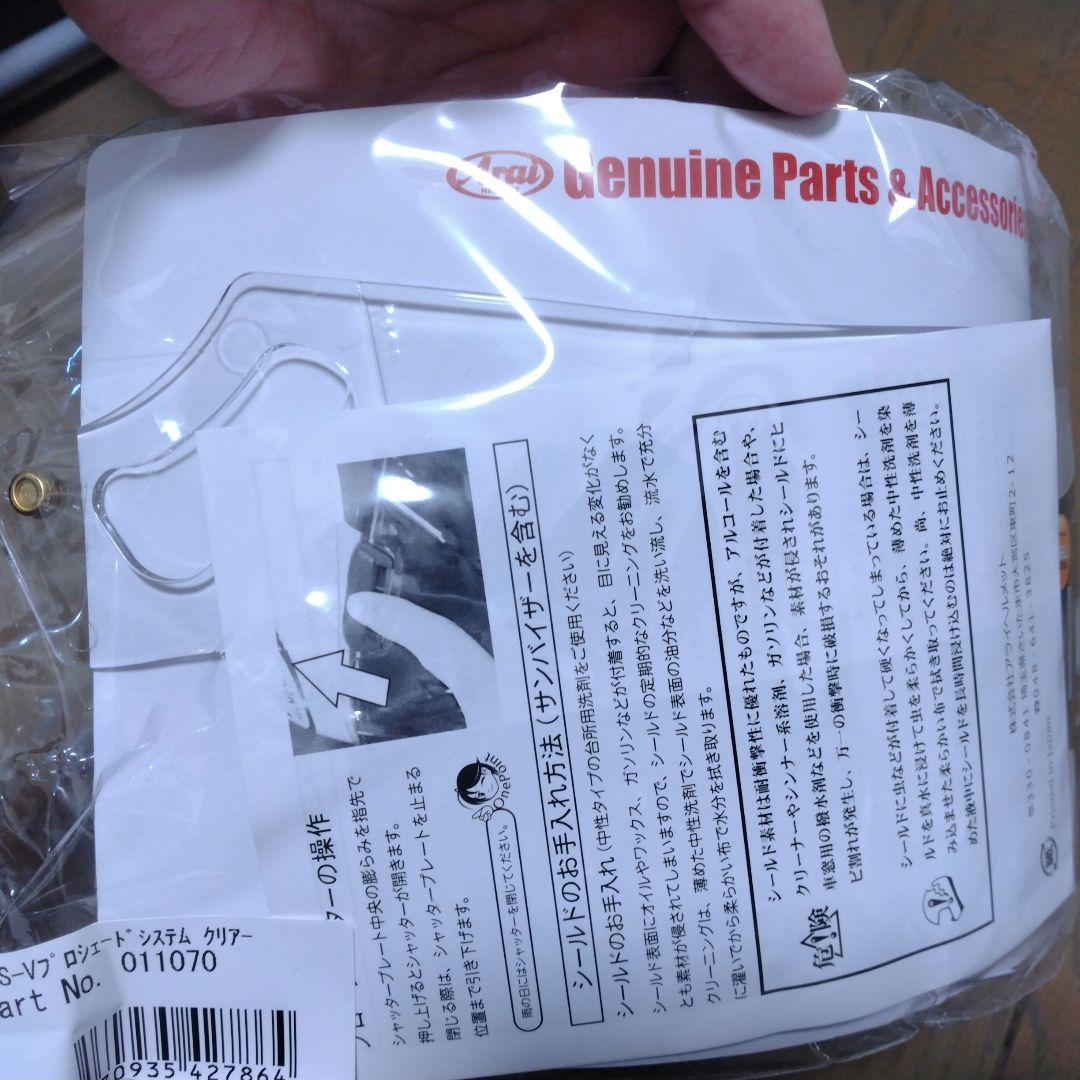 Arai
HELMET
Genuine Parts & Accessories
ターの操作
シャッタープレート中央の膨らみを指先で
押し上げるとシャッターが開きます。
閉じる際は、シャッタープレートを止まる
位置まで引き下げます。
雨の日にはシャッターを閉じてください。
OnePo
シールドのお手入れ方法(サンバイザーを含む)
シールドのお手入れ(中性タイプの台所用洗剤をご使用ください)
シールド表面にオイルやワックス、ガソリンなどが付着すると、目に見える変化がなく
とも素材が侵されてしまいますので、シールドの定期的なクリーニングをお勧めします。
クリーニングは、薄めた中性洗剤でシールド表面の油分などを洗い流し、流水で充分
に濯いでから柔らかい布で水分を拭き取ります。
危険
シールド素材は耐衝撃性に優れたものですが、アルコールを含む
クリーナーやシンナー系溶剤、ガソリンなどが付着した場合や、
車窓用の撥水剤などを使用した場合、素材が侵されシールドにヒ
ビ割れが発生し、万一の衝撃時に破損するおそれがあります。
シールドに虫などが付着して硬くなってしまっている場合は、シー
ルドを真水に浸けて虫を柔らかくしてから、薄めた中性洗剤を染
み込ませた柔らかい布で拭き取ってください。尚、中性洗剤を薄
めた液中にシールドを長時間浸け込むのは絶対にお止めください。
株式会社アライヘルメット
〒330-0841埼玉県さいたま市大宮区東町2-12
☎048-641-3825
Printed in Japan
S-Vプロシェードシステム クリアー
art No. 011070
70935 427864